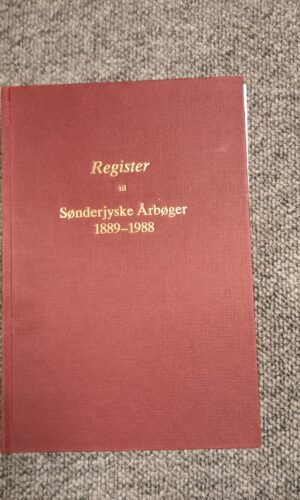 Register
til
Sønderjyske Årbøger
1889–1988